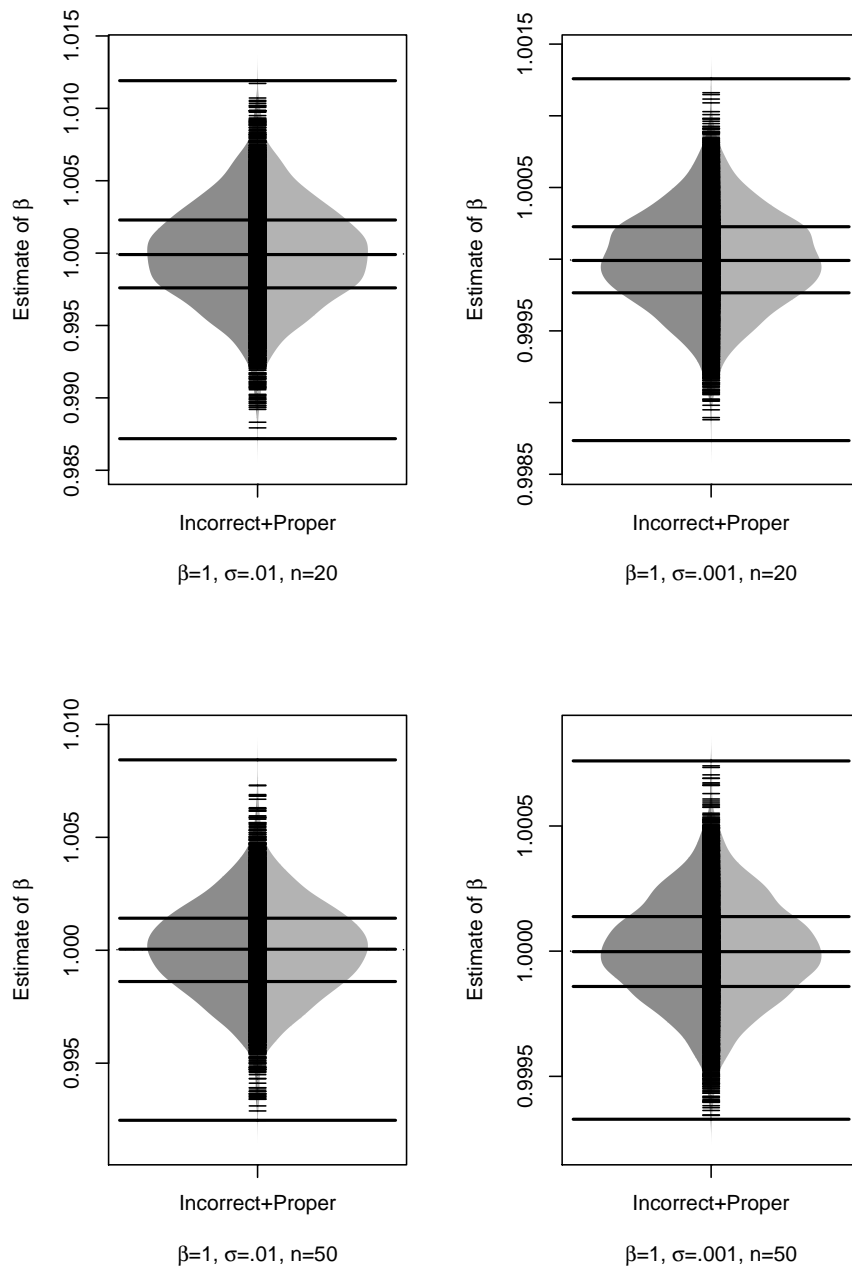 1.015
1.010
1.005
1.000
0.995
0.990
0.985
Estimate of β
Incorrect+Proper
β=1, σ=.01, n=20
1.0015
1.0005
0.9995
0.9985
Estimate of β
Incorrect+Proper
β=1, σ=.001, n=20
1.010
1.005
1.000
0.995
Estimate of β
Incorrect+Proper
β=1, σ=.01, n=50
1.0005
1.0000
0.9995
Estimate of β
Incorrect+Proper
β=1, σ=.001, n=50